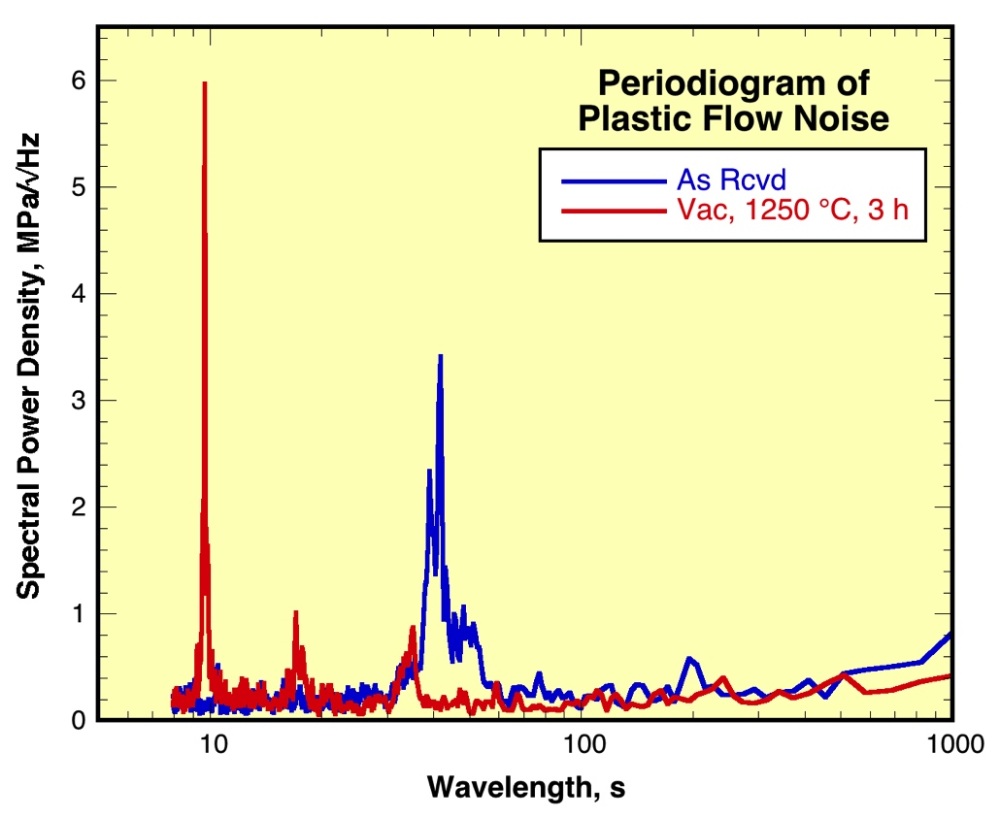 Periodiogram of
Plastic Flow Noise
As Rcvd
Vac, 1250 °C, 3 h
Spectral Power Density, MPa/√Hz
6
5
4
3
2
1
0
10
100
1000
Wavelength, s